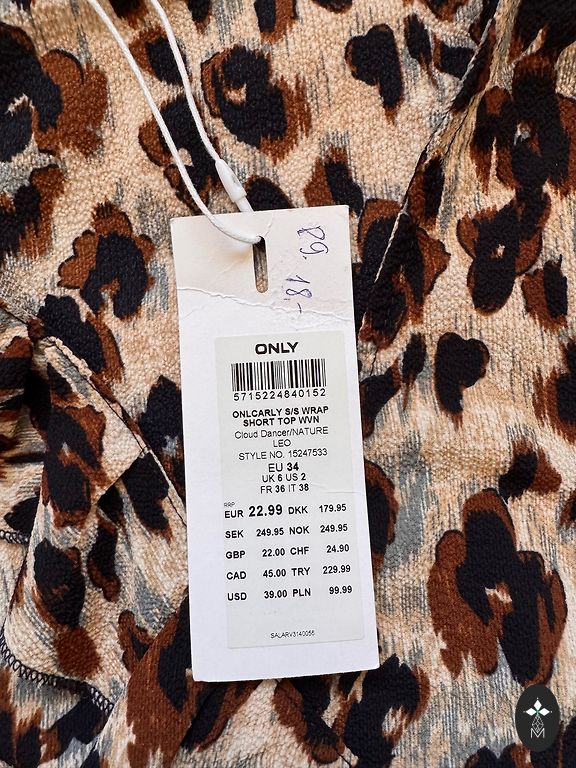 29.18,-
ONLY
5715224840152
ONLCARLY S/S WRAP
SHORT TOP WVN
Cloud Dancer/NATURE
LEO
STYLE NO. 15247533
EU 34
UK 6 US 2
FR 36 IT 38
RRP
EUR 22.99 DKK 179.95
SEK 249.95 NOK 249.95
GBP 22.00 CHF 24.90
CAD 45.00 TRY 229.99
USD 39.00 PLN 99.99
SALARV3140056
M